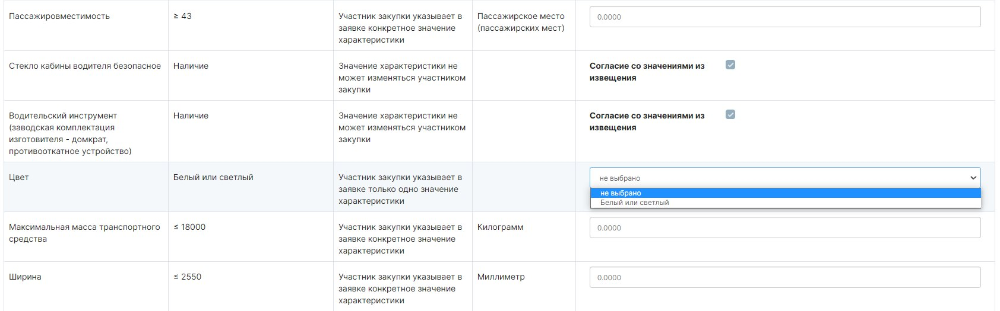 Пассажировместимость
≥ 43
Участник закупки указывает в
заявке конкретное значение
характеристики
Пассажирское место
(пассажирских мест)
0.0000
Стекло кабины водителя безопасное
Наличие
Значение характеристики не
может изменяться участником
закупки
Согласие со значениями из
извещения
Водительский инструмент
(заводская комплектация
изготовителя - домкрат,
противооткатное устройство)
Наличие
Значение характеристики не
может изменяться участником
закупки
Согласие со значениями из
извещения
Цвет
Белый или светлый
Участник закупки указывает в
заявке только одно значение
характеристики
не выбрано
не выбрано
Белый или светлый
Максимальная масса транспортного
средства
≤ 18000
Участник закупки указывает в
заявке конкретное значение
характеристики
Килограмм
0.0000
Ширина
≤ 2550
Участник закупки указывает в
заявке конкретное значение
характеристики
Миллиметр
0.0000